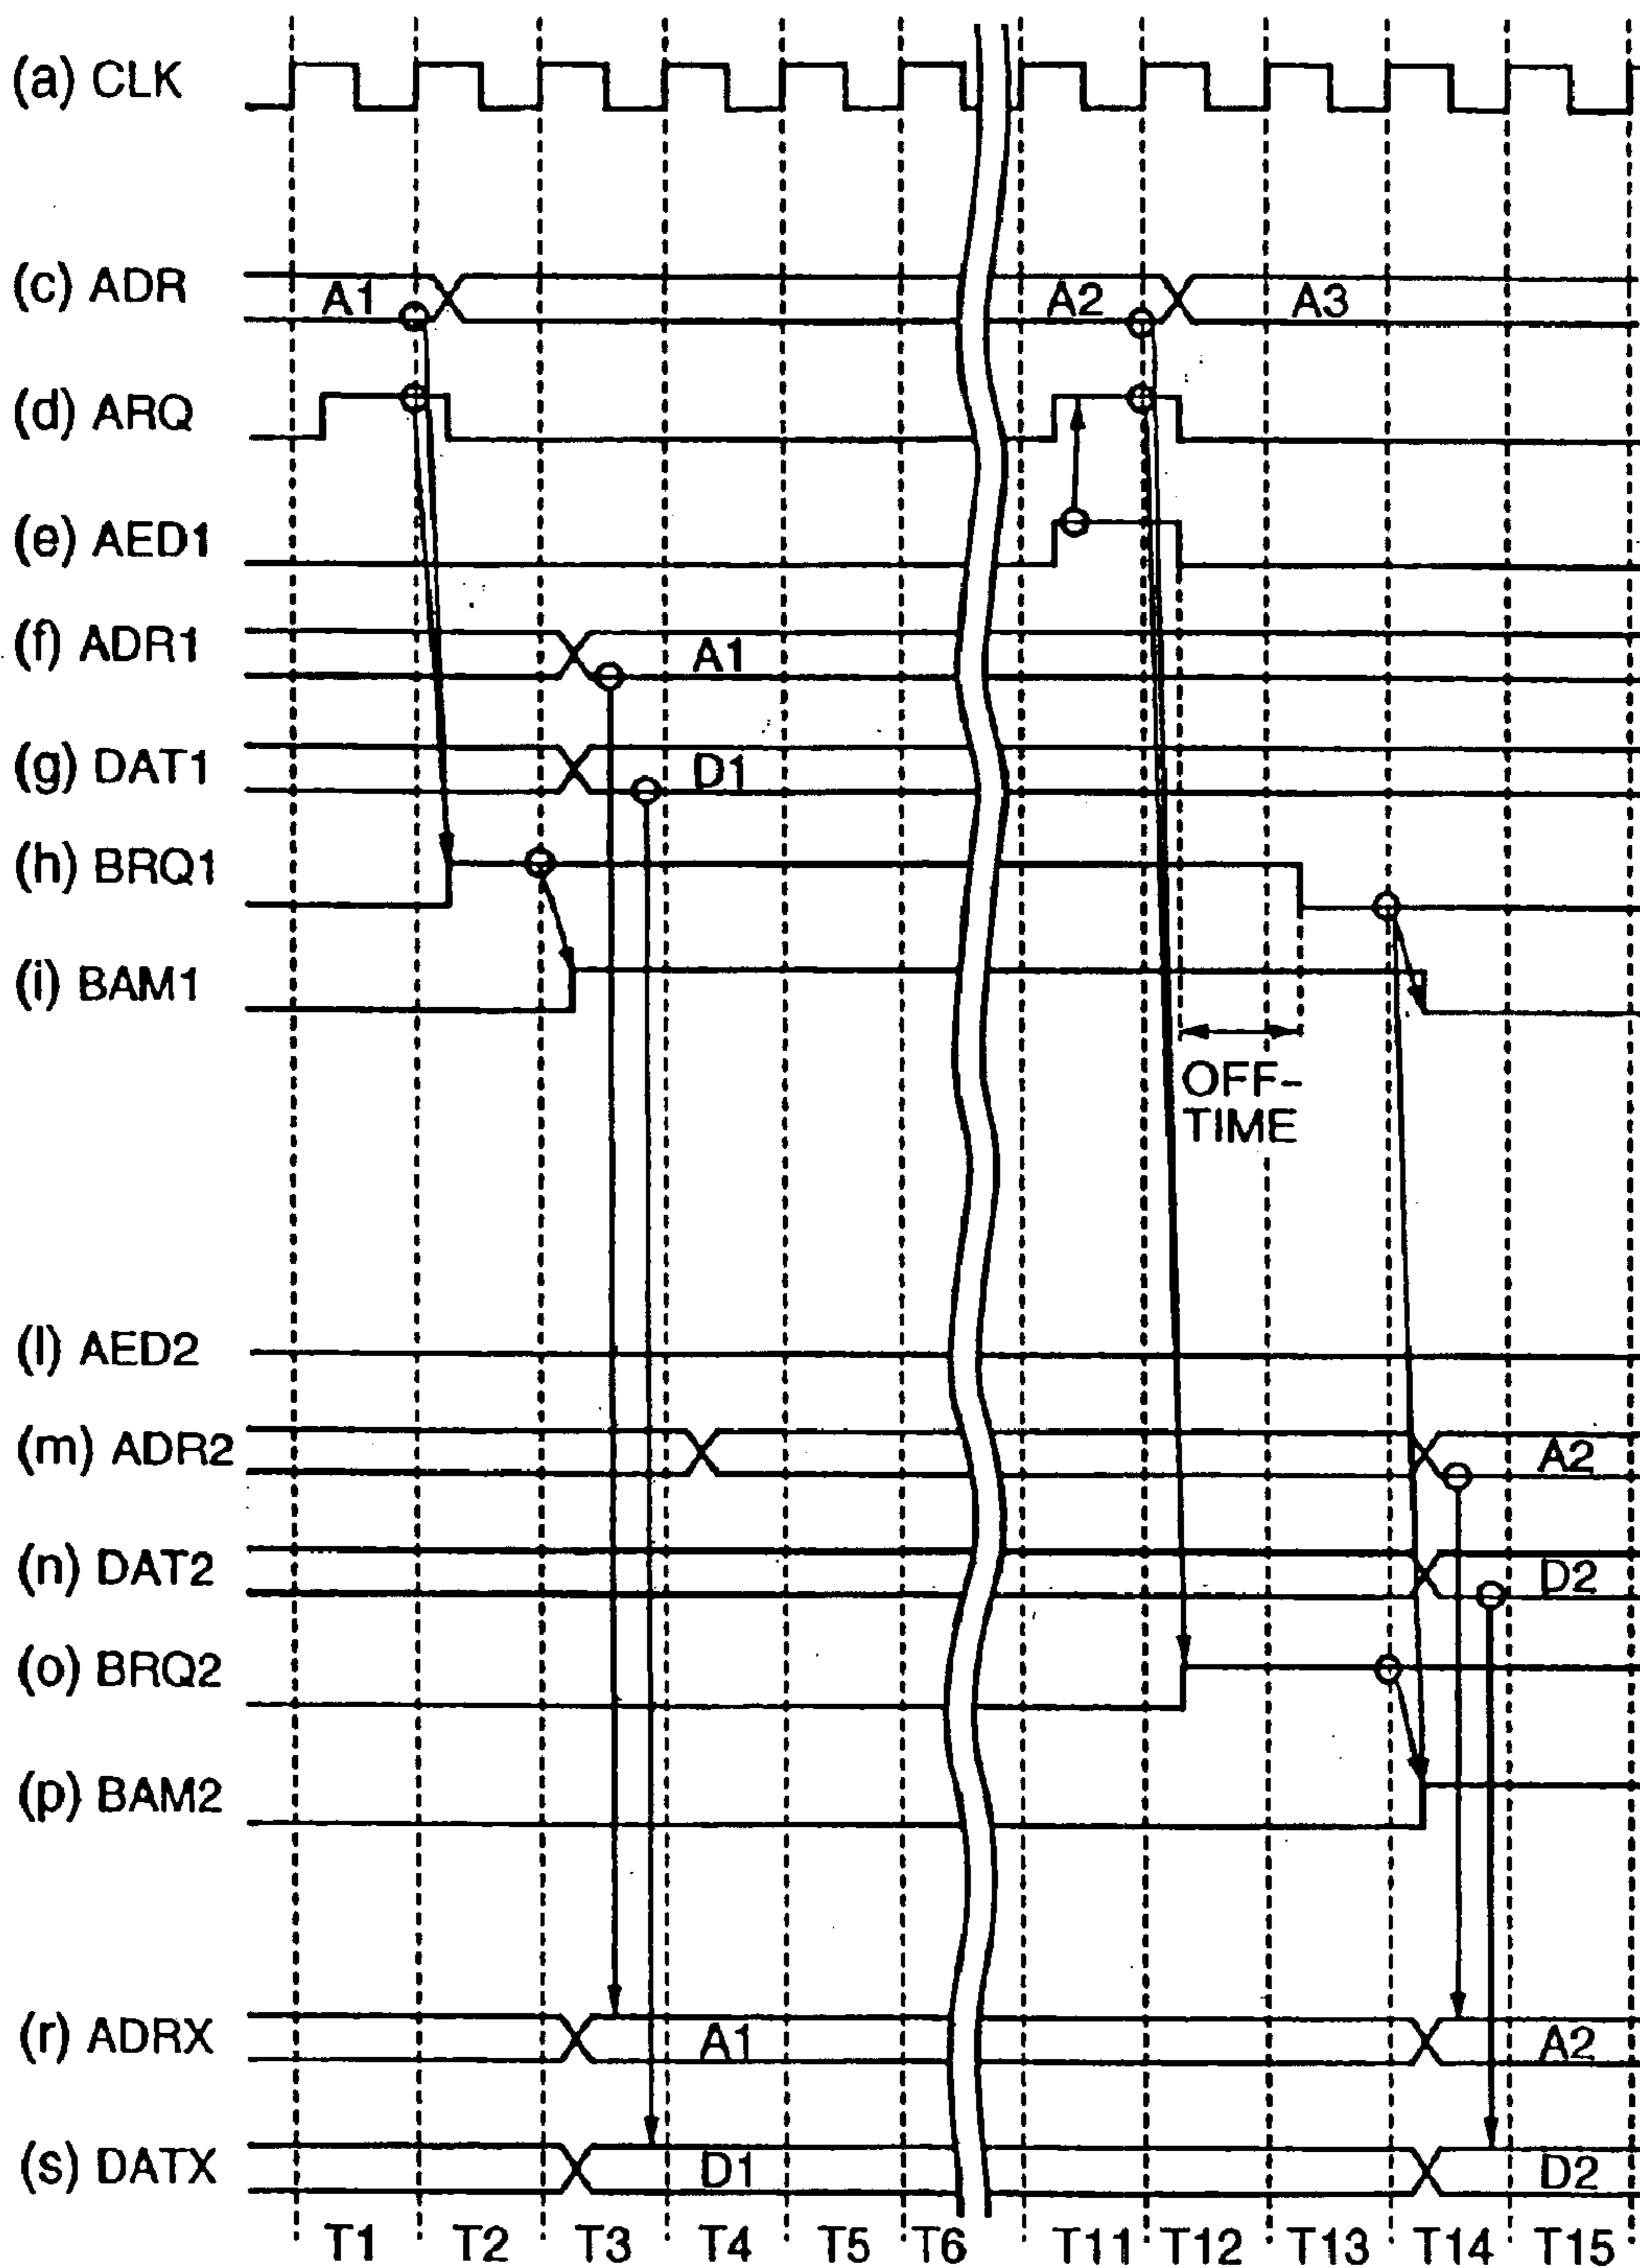 (a) CLK
(c) ADR A1 A2 A3
(d) ARQ
(e) AED1
(f) ADR1 A1
(g) DAT1 D1
(h) BRQ1
(i) BAM1
OFF-
TIME
(l) AED2
(m) ADR2 A2
(n) DAT2 D2
(o) BRQ2
(p) BAM2
(r) ADRX A1 A2
(s) DATX D1 D2
T1 T2 T3 T4 T5 T6 T11 T12 T13 T14 T15